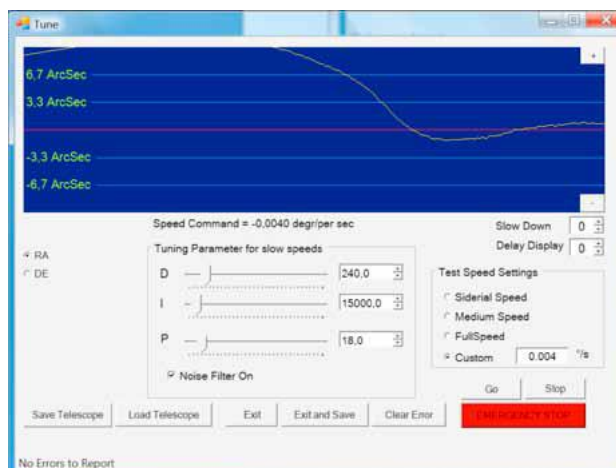 Tune
+
6,7 ArcSec
3,3 ArcSec
-3,3 ArcSec
-6,7 ArcSec
-
Speed Command = -0,0040 degr/per sec
Slow Down 0
Delay Display 0
RA
DE
Tuning Parameter for slow speeds
D 240,0
I 15000,0
P 18,0
Noise Filter On
Test Speed Settings
Siderial Speed
Medium Speed
FullSpeed
Custom 0.004 °/s
Go Stop
Save Telescope Load Telescope Exit Exit and Save Clear Error EMERGENCY STOP
No Errors to Report